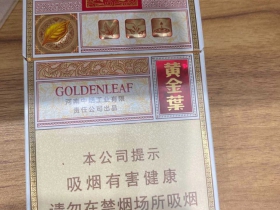 GOLDENLEAF
河南中烟工业有限
责任公司出品
黄金葉
本公司提示
吸烟有害健康
请勿在禁烟场所吸烟